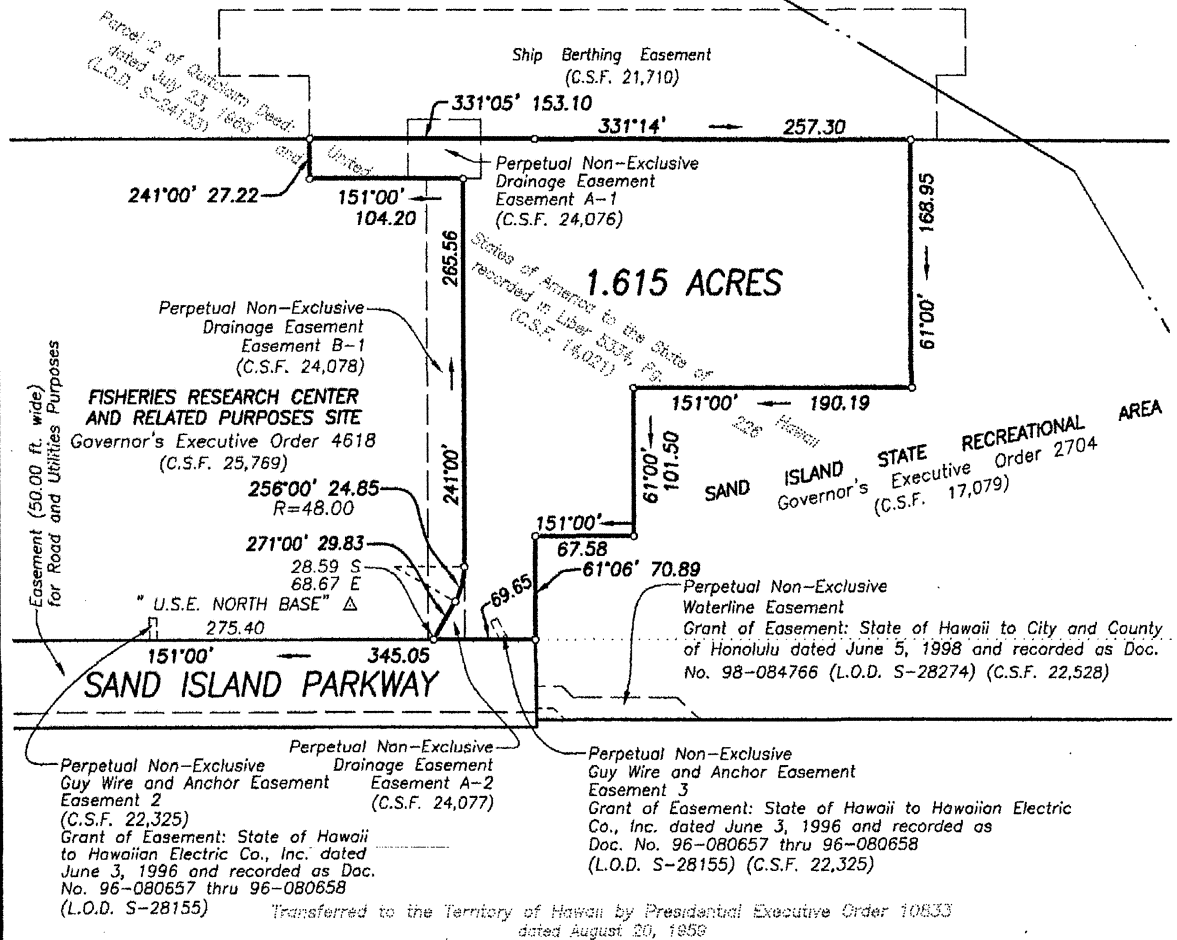 Ship Berthing Easement
(C.S.F. 21,710)
Parcel 2 of Quitclaim Deed:
dated July 23, 1965
(L.O.D. S-24133)
and
United
331°05' 153.10
331°14' 257.30
241°00' 27.22
151°00'
104.20
Perpetual Non-Exclusive
Drainage Easement
Easement A-1
(C.S.F. 24,076)
168.95
61°00'
265.56
States of America to the State of
recorded in Liber 5334, Pg.
(C.S.F. 14,021)
226
Hawaii
1.615 ACRES
Perpetual Non-Exclusive
Drainage Easement
Easement B-1
(C.S.F. 24,078)
FISHERIES RESEARCH CENTER
AND RELATED PURPOSES SITE
Governor's Executive Order 4618
(C.S.F. 25,769)
Easement (50.00 ft. wide)
for Road and Utilities Purposes
151°00' 190.19
61°00'
101.50
SAND ISLAND STATE RECREATIONAL AREA
Governor's Executive Order 2704
(C.S.F. 17,079)
256°00' 24.85
R=48.00
241°00'
271°00' 29.83
28.59 S
68.67 E
"U.S.E. NORTH BASE"
275.40
151°00'
67.58
61°06' 70.89
69.65
Perpetual Non-Exclusive
Waterline Easement
Grant of Easement: State of Hawaii to City and County
of Honolulu dated June 5, 1998 and recorded as Doc.
No. 98-084766 (L.O.D. S-28274) (C.S.F. 22,528)
151°00' 345.05
SAND ISLAND PARKWAY
Perpetual Non-Exclusive
Guy Wire and Anchor Easement
Easement 2
(C.S.F. 22,325)
Grant of Easement: State of Hawaii
to Hawaiian Electric Co., Inc. dated
June 3, 1996 and recorded as Doc.
No. 96-080657 thru 96-080658
(L.O.D. S-28155)
Perpetual Non-Exclusive
Drainage Easement
Easement A-2
(C.S.F. 24,077)
Perpetual Non-Exclusive
Guy Wire and Anchor Easement
Easement 3
Grant of Easement: State of Hawaii to Hawaiian Electric
Co., Inc. dated June 3, 1996 and recorded as
Doc. No. 96-080657 thru 96-080658
(L.O.D. S-28155) (C.S.F. 22,325)
Transferred to the Territory of Hawaii by Presidential Executive Order 10833
dated August 20, 1959